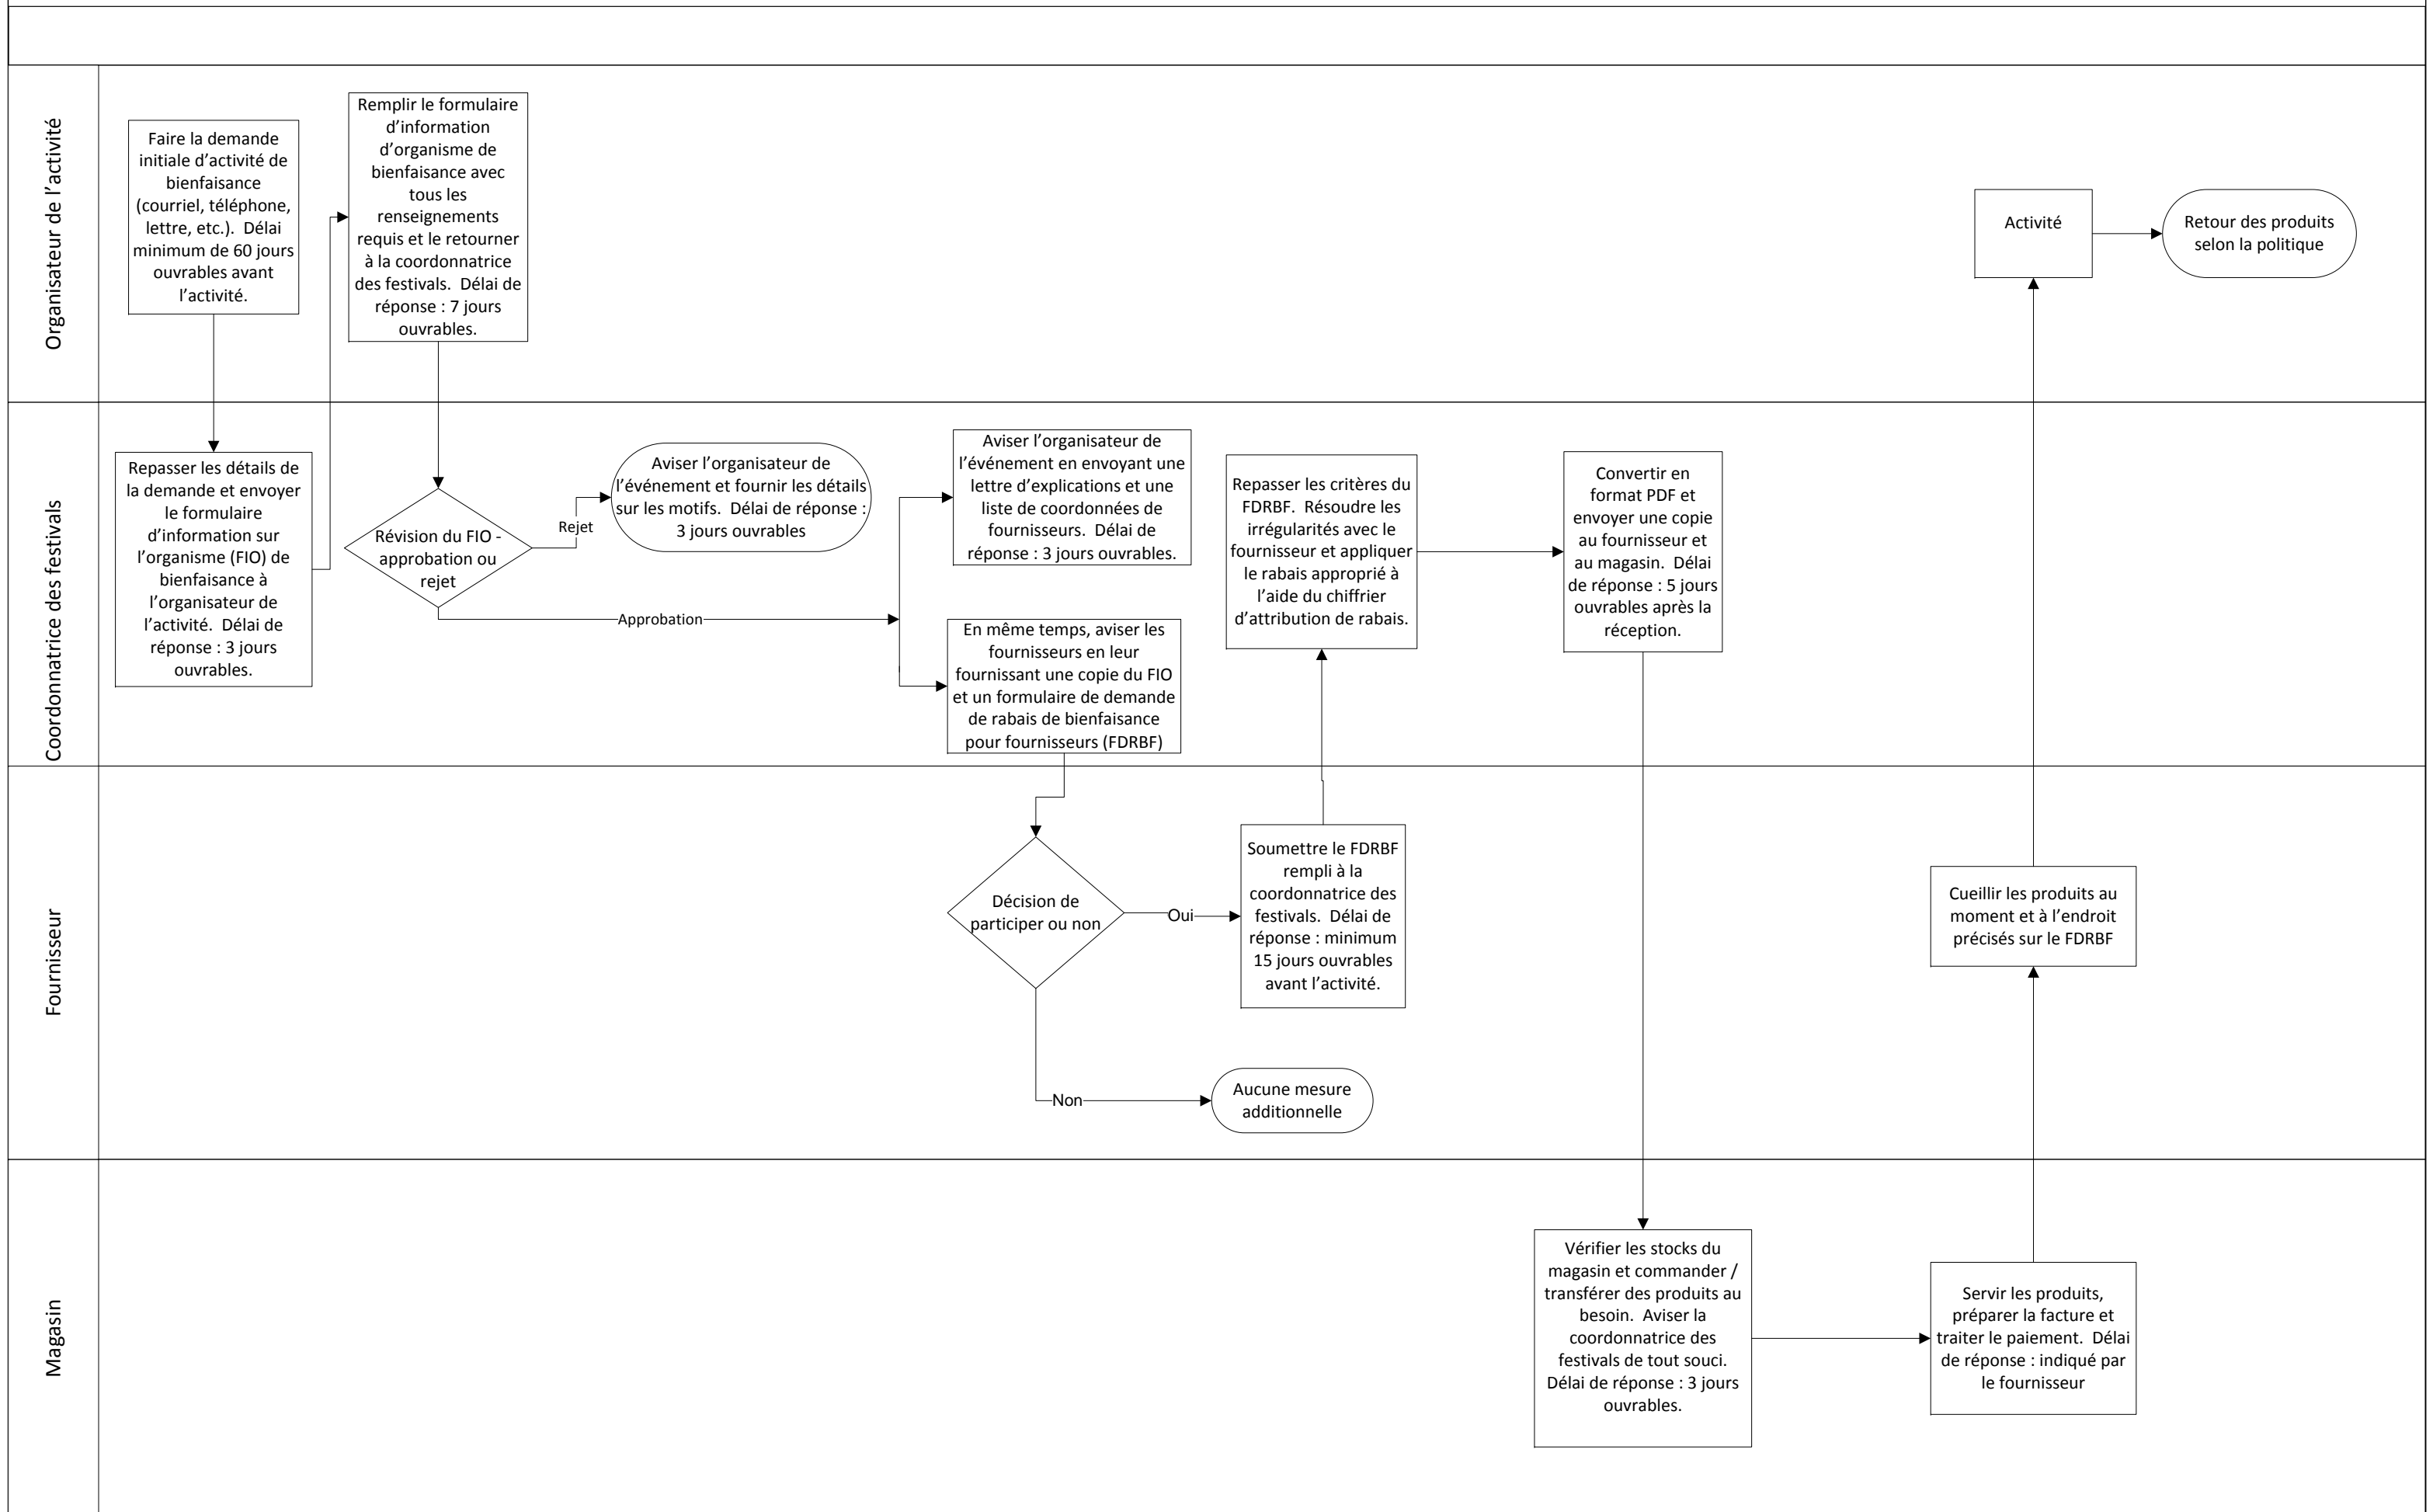 Organisateur de l'activité
Faire la demande
initiale d'activité de
bienfaisance
(courriel, téléphone,
lettre, etc.).  Délai
minimum de 60 jours
ouvrables avant
l'activité.
Remplir le formulaire
d'information
d'organisme de
bienfaisance avec
tous les
renseignements
requis et le retourner
à la coordonnatrice
des festivals.  Délai de
réponse : 7 jours
ouvrables.
Activité
Retour des produits
selon la politique
Coordonnatrice des festivals
Repasser les détails de
la demande et envoyer
le formulaire
d'information sur
l'organisme (FIO) de
bienfaisance à
l'organisateur de
l'activité.  Délai de
réponse : 3 jours
ouvrables.
Révision du FIO -
approbation ou
rejet
Rejet
Aviser l'organisateur de
l'événement et fournir les détails
sur les motifs.  Délai de réponse :
3 jours ouvrables
Approbation
Aviser l'organisateur de
l'événement en envoyant une
lettre d'explications et une
liste de coordonnées de
fournisseurs.  Délai de
réponse : 3 jours ouvrables.
En même temps, aviser les
fournisseurs en leur
fournissant une copie du FIO
et un formulaire de demande
de rabais de bienfaisance
pour fournisseurs (FDRBF)
Repasser les critères du
FDRBF.  Résoudre les
irrégularités avec le
fournisseur et appliquer
le rabais approprié à
l'aide du chiffrier
d'attribution de rabais.
Convertir en
format PDF et
envoyer une copie
au fournisseur et
au magasin.  Délai
de réponse : 5 jours
ouvrables après la
réception.
Fournisseur
Décision de
participer ou non
Oui
Non
Soumettre le FDRBF
rempli à la
coordonnatrice des
festivals.  Délai de
réponse : minimum
15 jours ouvrables
avant l'activité.
Aucune mesure
additionnelle
Cueillir les produits au
moment et à l'endroit
précisés sur le FDRBF
Magasin
Vérifier les stocks du
magasin et commander /
transférer des produits au
besoin.  Aviser la
coordonnatrice des
festivals de tout souci.
Délai de réponse : 3 jours
ouvrables.
Servir les produits,
préparer la facture et
traiter le paiement.  Délai
de réponse : indiqué par
le fournisseur